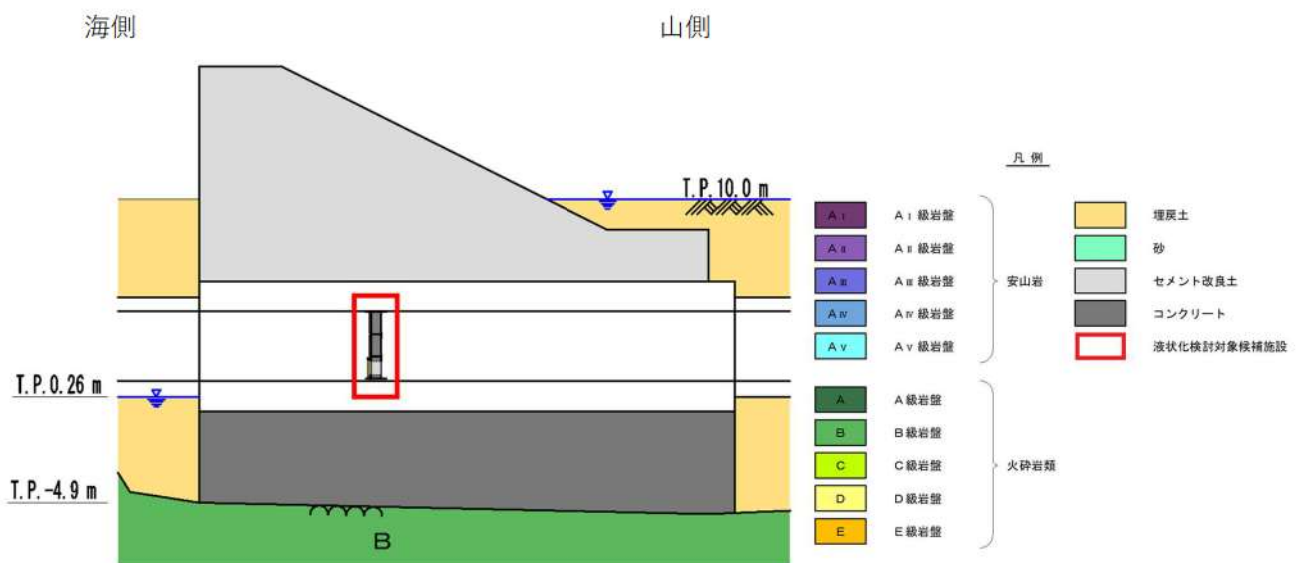 海側
山側
T.P.10.0 m
T.P.0.26 m
T.P.-4.9 m
B
凡 例
AⅠ AⅠ級岩盤
AⅡ AⅡ級岩盤
AⅢ AⅢ級岩盤
AⅣ AⅣ級岩盤
AⅤ AⅤ級岩盤
安山岩
A A級岩盤
B B級岩盤
C C級岩盤
D D級岩盤
E E級岩盤
火砕岩類
埋戻土
砂
セメント改良土
コンクリート
液状化検討対象候補施設